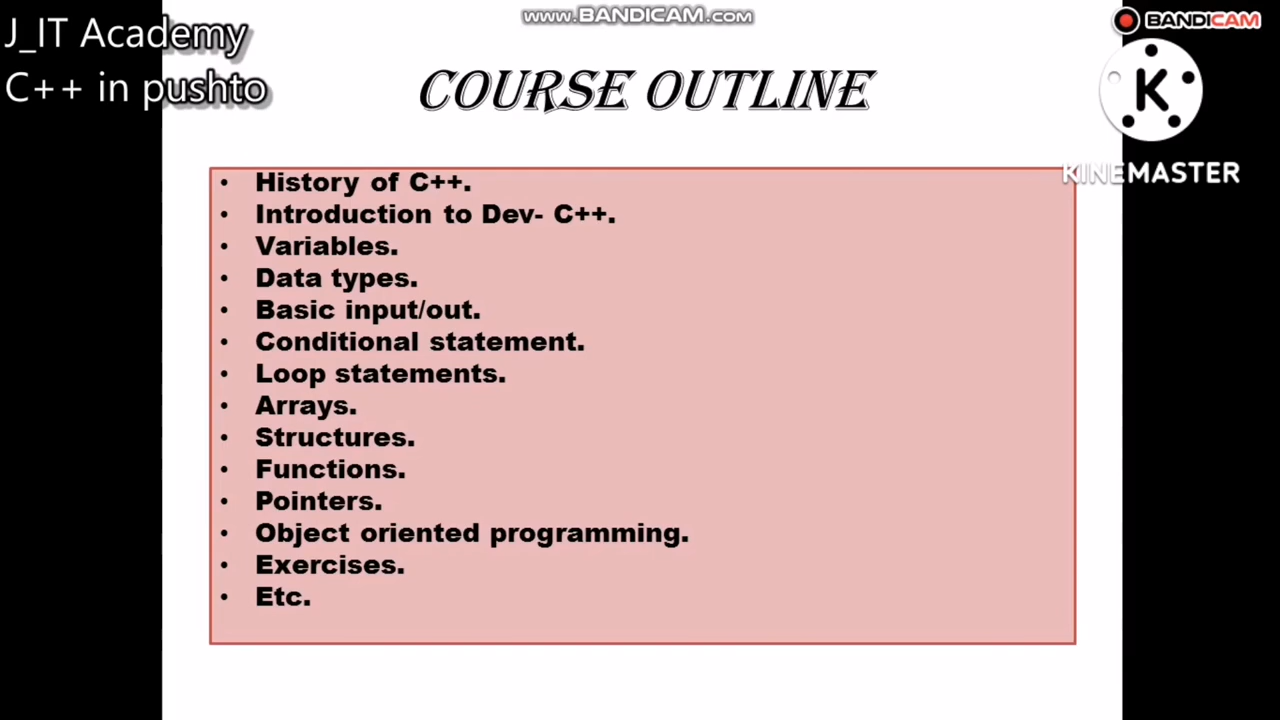 www.BANDICAM.com
BANDICAM
J_IT Academy
C++ in pushto
COURSE OUTLINE
K
KINEMASTER
• History of C++.
• Introduction to Dev- C++.
• Variables.
• Data types.
• Basic input/out.
• Conditional statement.
• Loop statements.
• Arrays.
• Structures.
• Functions.
• Pointers.
• Object oriented programming.
• Exercises.
• Etc.